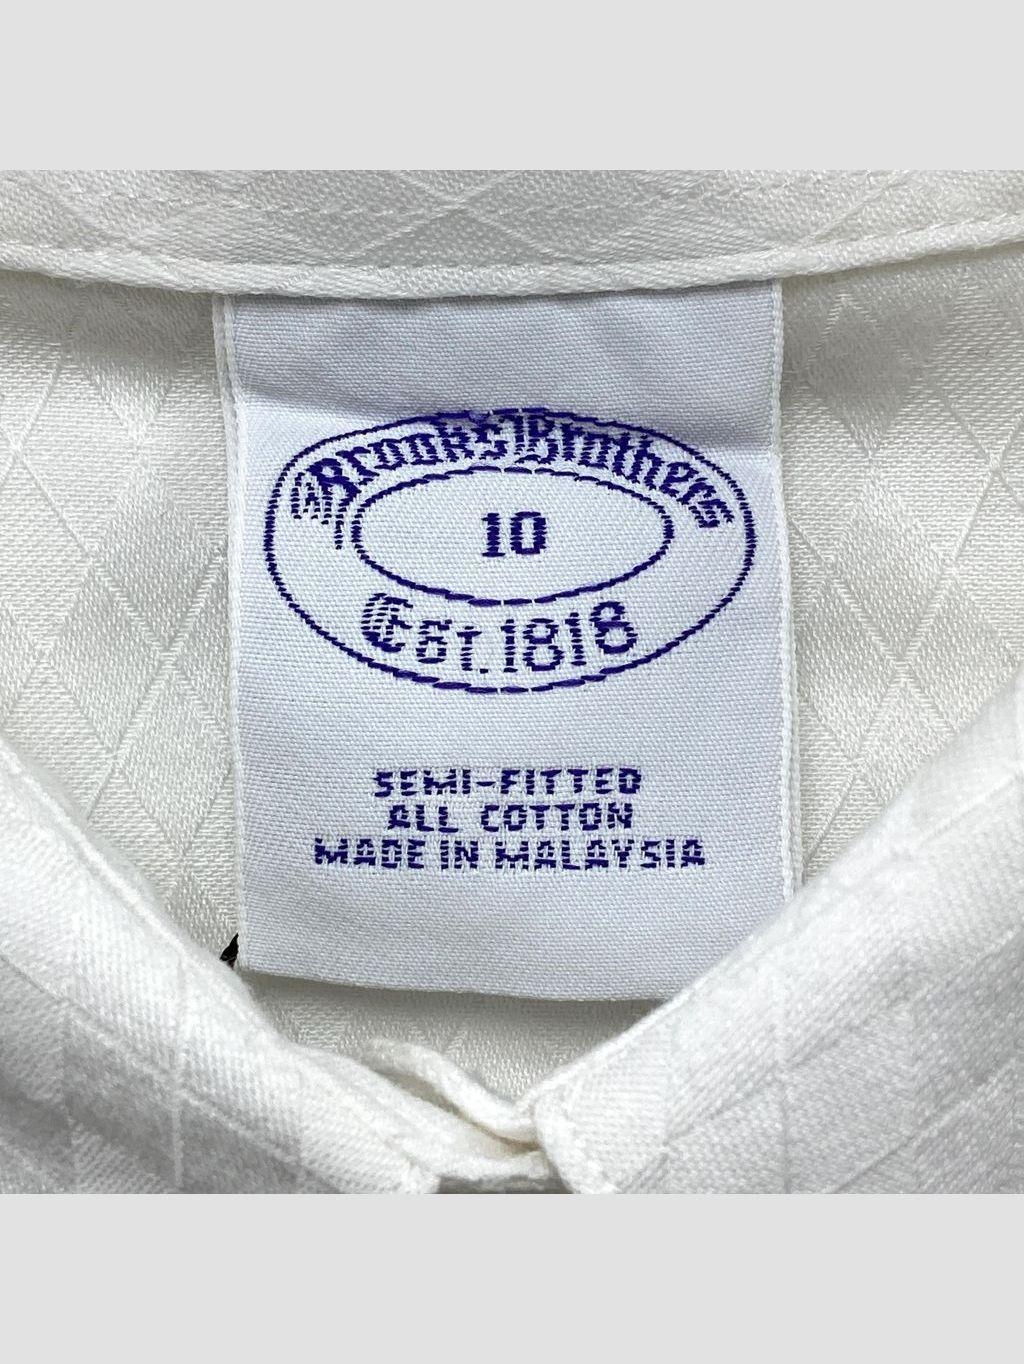 Brooks Brothers
10
Est. 1818
SEMI-FITTED
ALL COTTON
MADE IN MALAYSIA